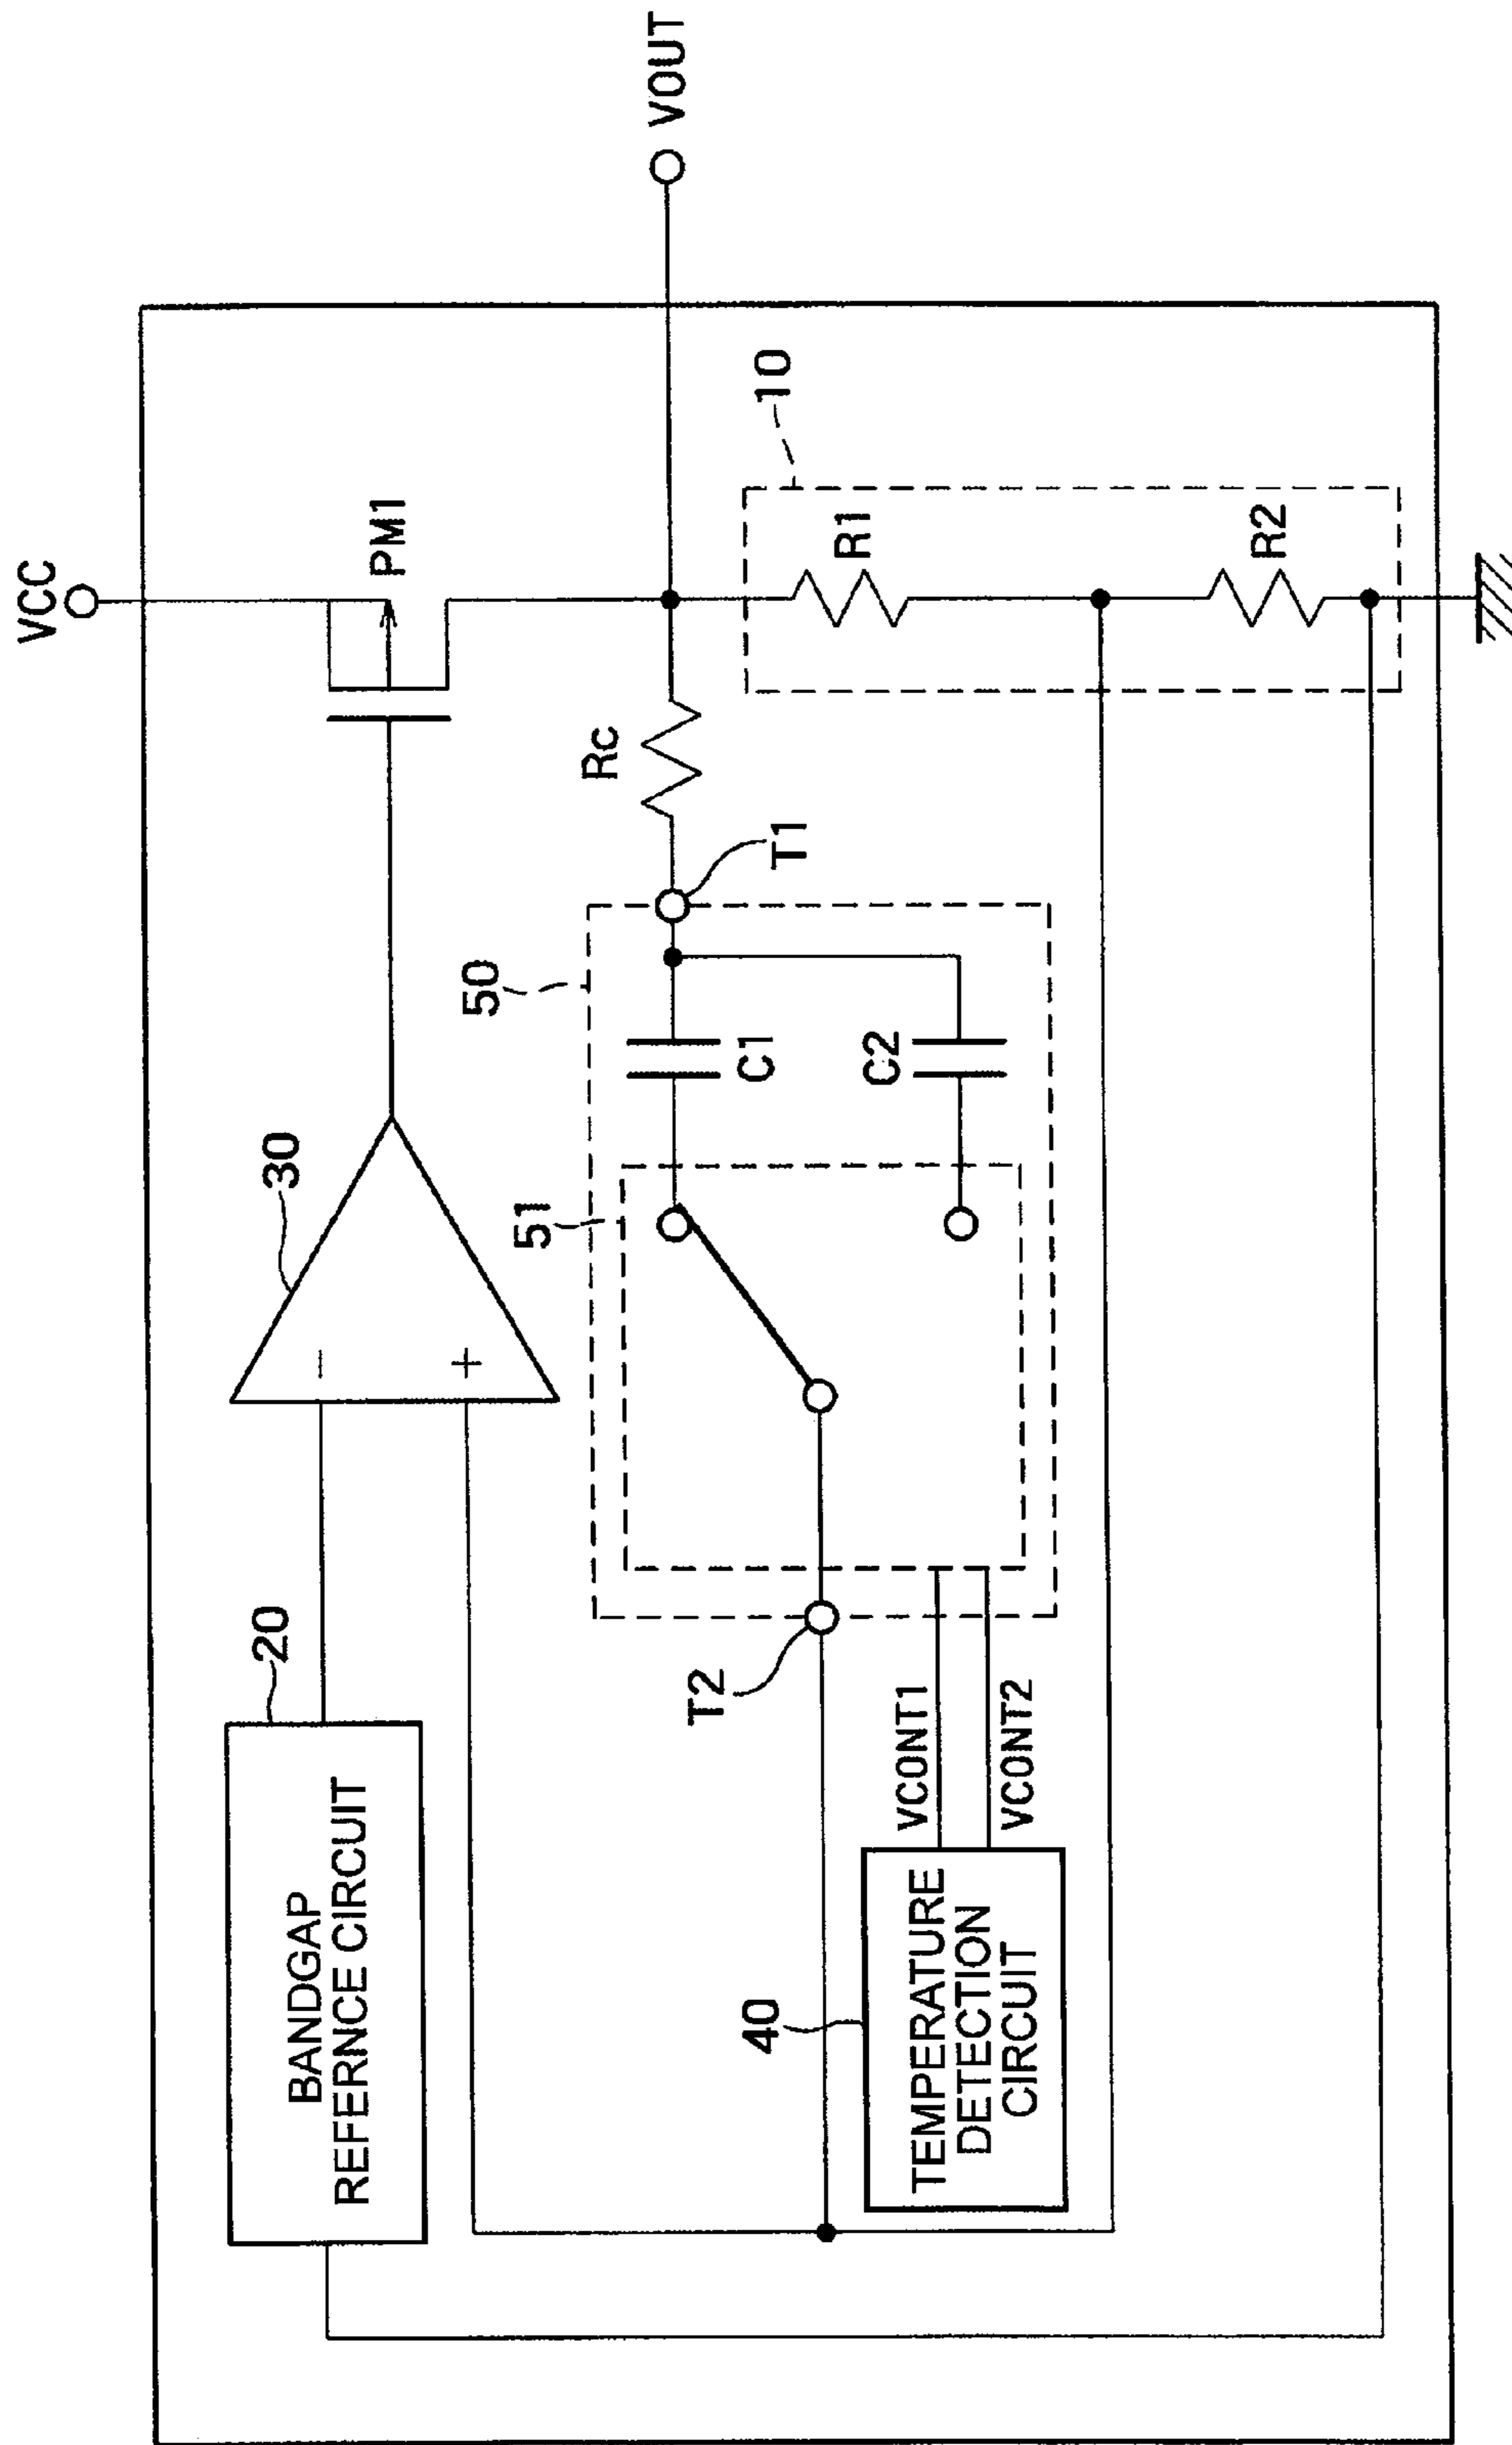 VCC
PM1
VOUT
10
R1
R2
Rc
T1
50
C1
C2
51
30
−
+
T2
20
BANDGAP
REFERNCE CIRCUIT
VCONT1
VCONT2
40
TEMPERATURE
DETECTION
CIRCUIT